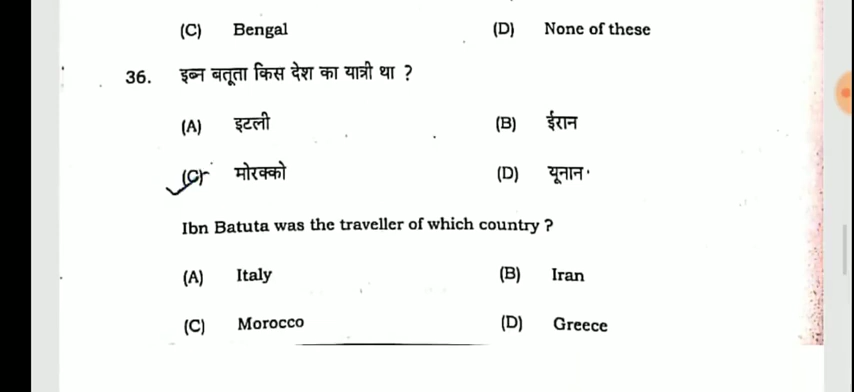 (C) Bengal (D) None of these
36. इब्न बतूता किस देश का यात्री था ?
(A) इटली (B) ईरान
(C) मोरक्को (D) यूनान
Ibn Batuta was the traveller of which country ?
(A) Italy (B) Iran
(C) Morocco (D) Greece